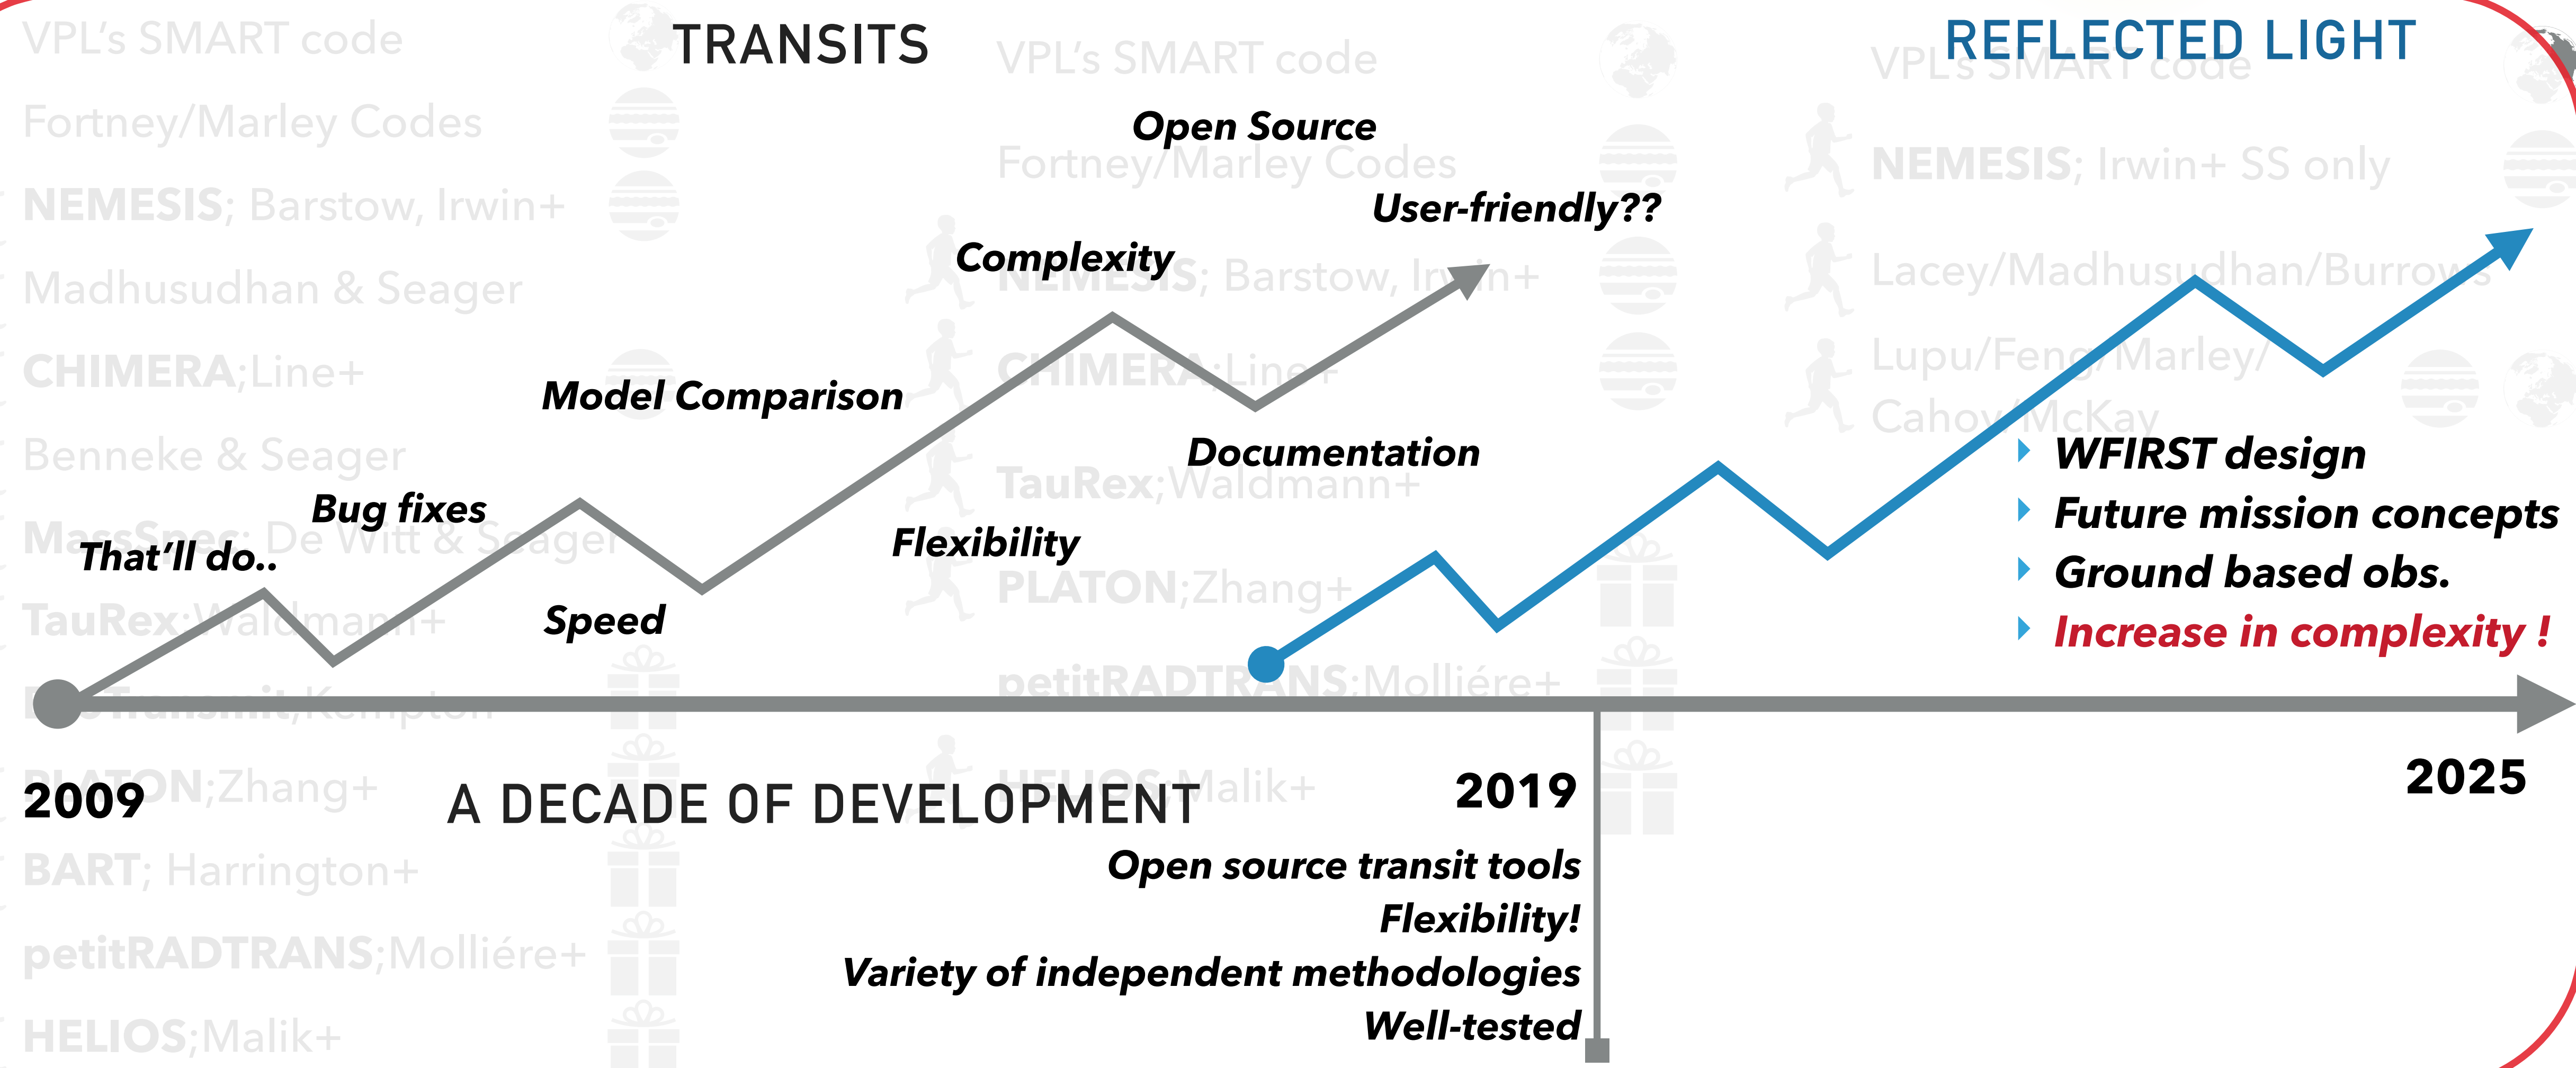 TRANSITS
REFLECTED LIGHT
VPL's SMART code
Fortney/Marley Codes
NEMESIS; Barstow, Irwin+
Madhusudhan & Seager
CHIMERA;Line+
Benneke & Seager
MassSpec; De Witt & Seager
TauRex;Waldmann+
Transmit;Kempton
PLATON;Zhang+
BART; Harrington+
petitRADTRANS;Molliére+
HELIOS;Malik+
VPL's SMART code
Fortney/Marley Codes
NEMESIS; Barstow, Irwin+
CHIMERA;Line+
TauRex;Waldmann+
PLATON;Zhang+
petitRADTRANS;Molliére+
HELIOS;Malik+
VPL's SMART code
NEMESIS; Irwin+ SS only
Lacey/Madhusudhan/Burrows
Lupu/Feng/Marley/
Cahoy/McKay
That'll do..
Bug fixes
Speed
Model Comparison
Flexibility
Complexity
Documentation
Open Source
User-friendly??
WFIRST design
Future mission concepts
Ground based obs.
Increase in complexity !
2009
A DECADE OF DEVELOPMENT
2019
2025
Open source transit tools
Flexibility!
Variety of independent methodologies
Well-tested